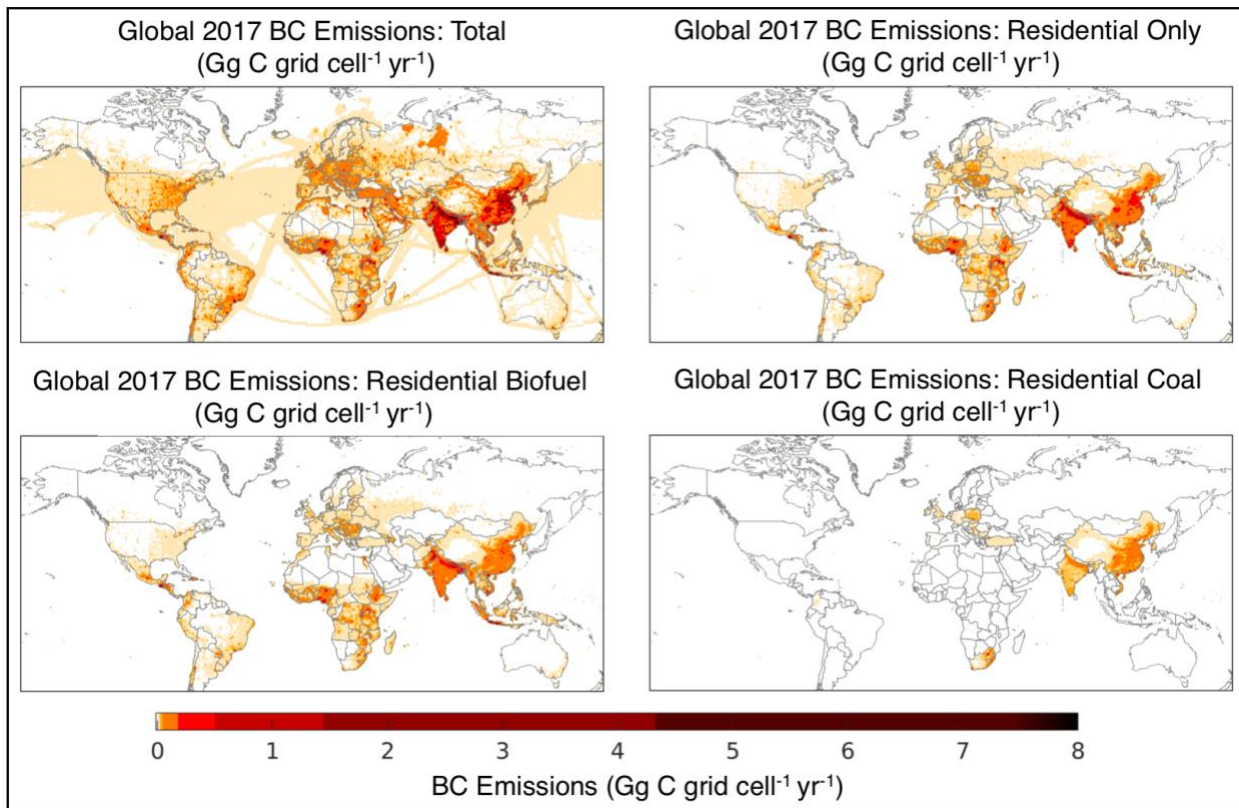 Global 2017 BC Emissions: Total
(Gg C grid cell⁻¹ yr⁻¹)
Global 2017 BC Emissions: Residential Only
(Gg C grid cell⁻¹ yr⁻¹)
Global 2017 BC Emissions: Residential Biofuel
(Gg C grid cell⁻¹ yr⁻¹)
Global 2017 BC Emissions: Residential Coal
(Gg C grid cell⁻¹ yr⁻¹)
0 1 2 3 4 5 6 7 8
BC Emissions (Gg C grid cell⁻¹ yr⁻¹)